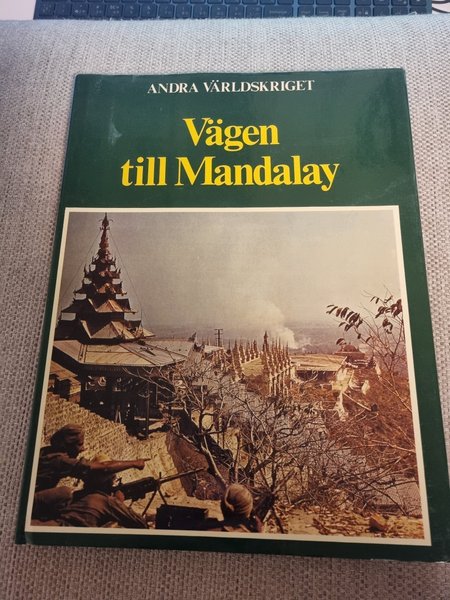 ANDRA VÄRLDSKRIGET
Vägen
till Mandalay